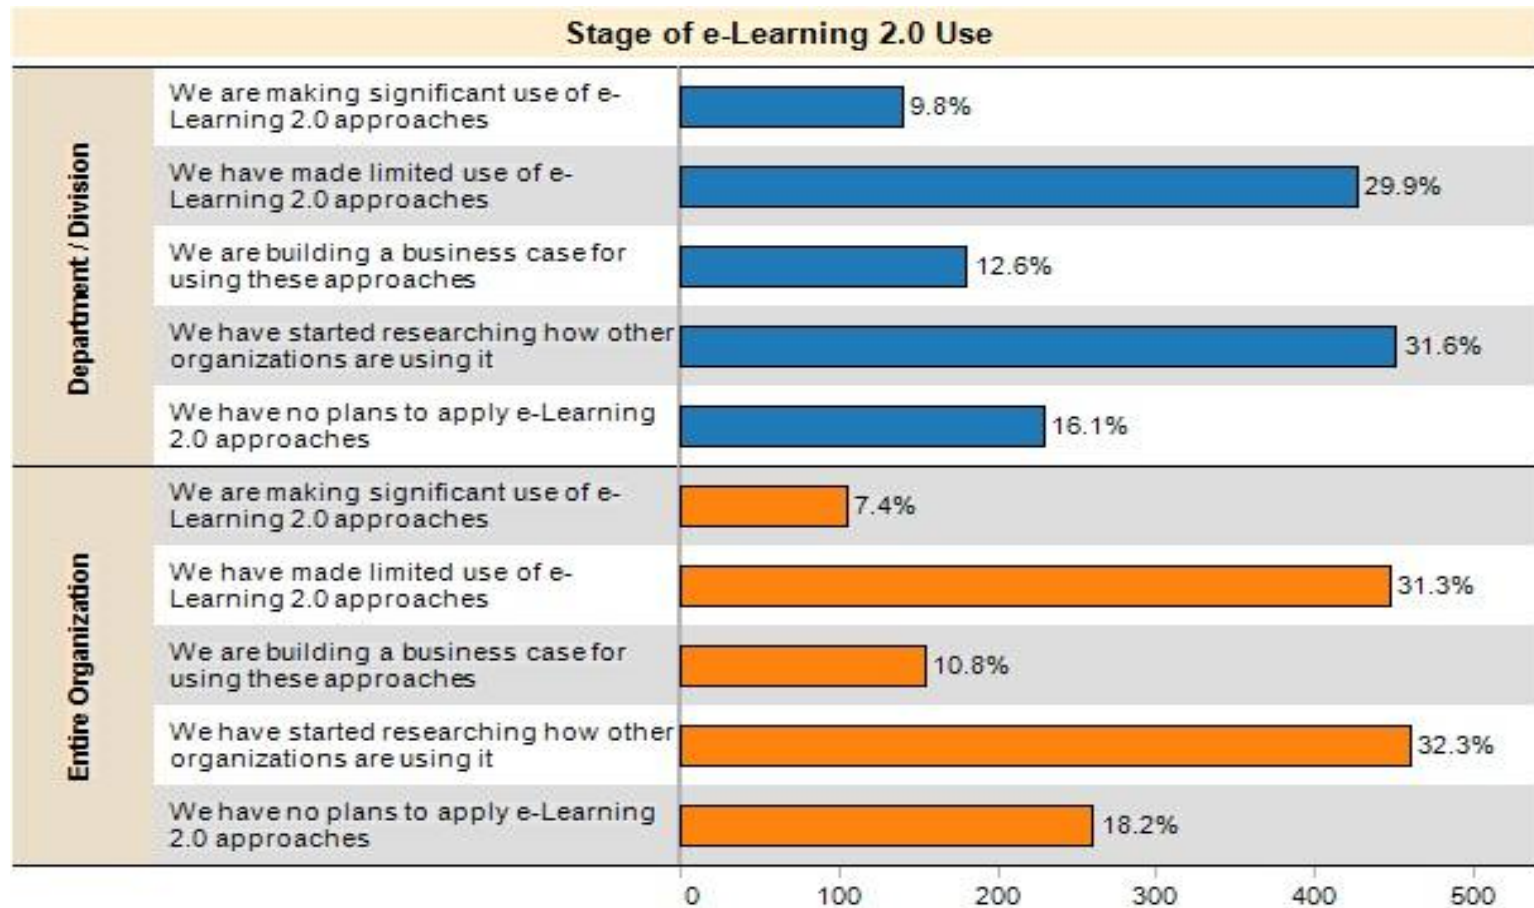 Stage of e-Learning 2.0 Use
Department / Division
We are making significant use of e-
Learning 2.0 approaches
9.8%
We have made limited use of e-
Learning 2.0 approaches
29.9%
We are building a business case for
using these approaches
12.6%
We have started researching how other
organizations are using it
31.6%
We have no plans to apply e-Learning
2.0 approaches
16.1%
Entire Organization
We are making significant use of e-
Learning 2.0 approaches
7.4%
We have made limited use of e-
Learning 2.0 approaches
31.3%
We are building a business case for
using these approaches
10.8%
We have started researching how other
organizations are using it
32.3%
We have no plans to apply e-Learning
2.0 approaches
18.2%
0 100 200 300 400 500